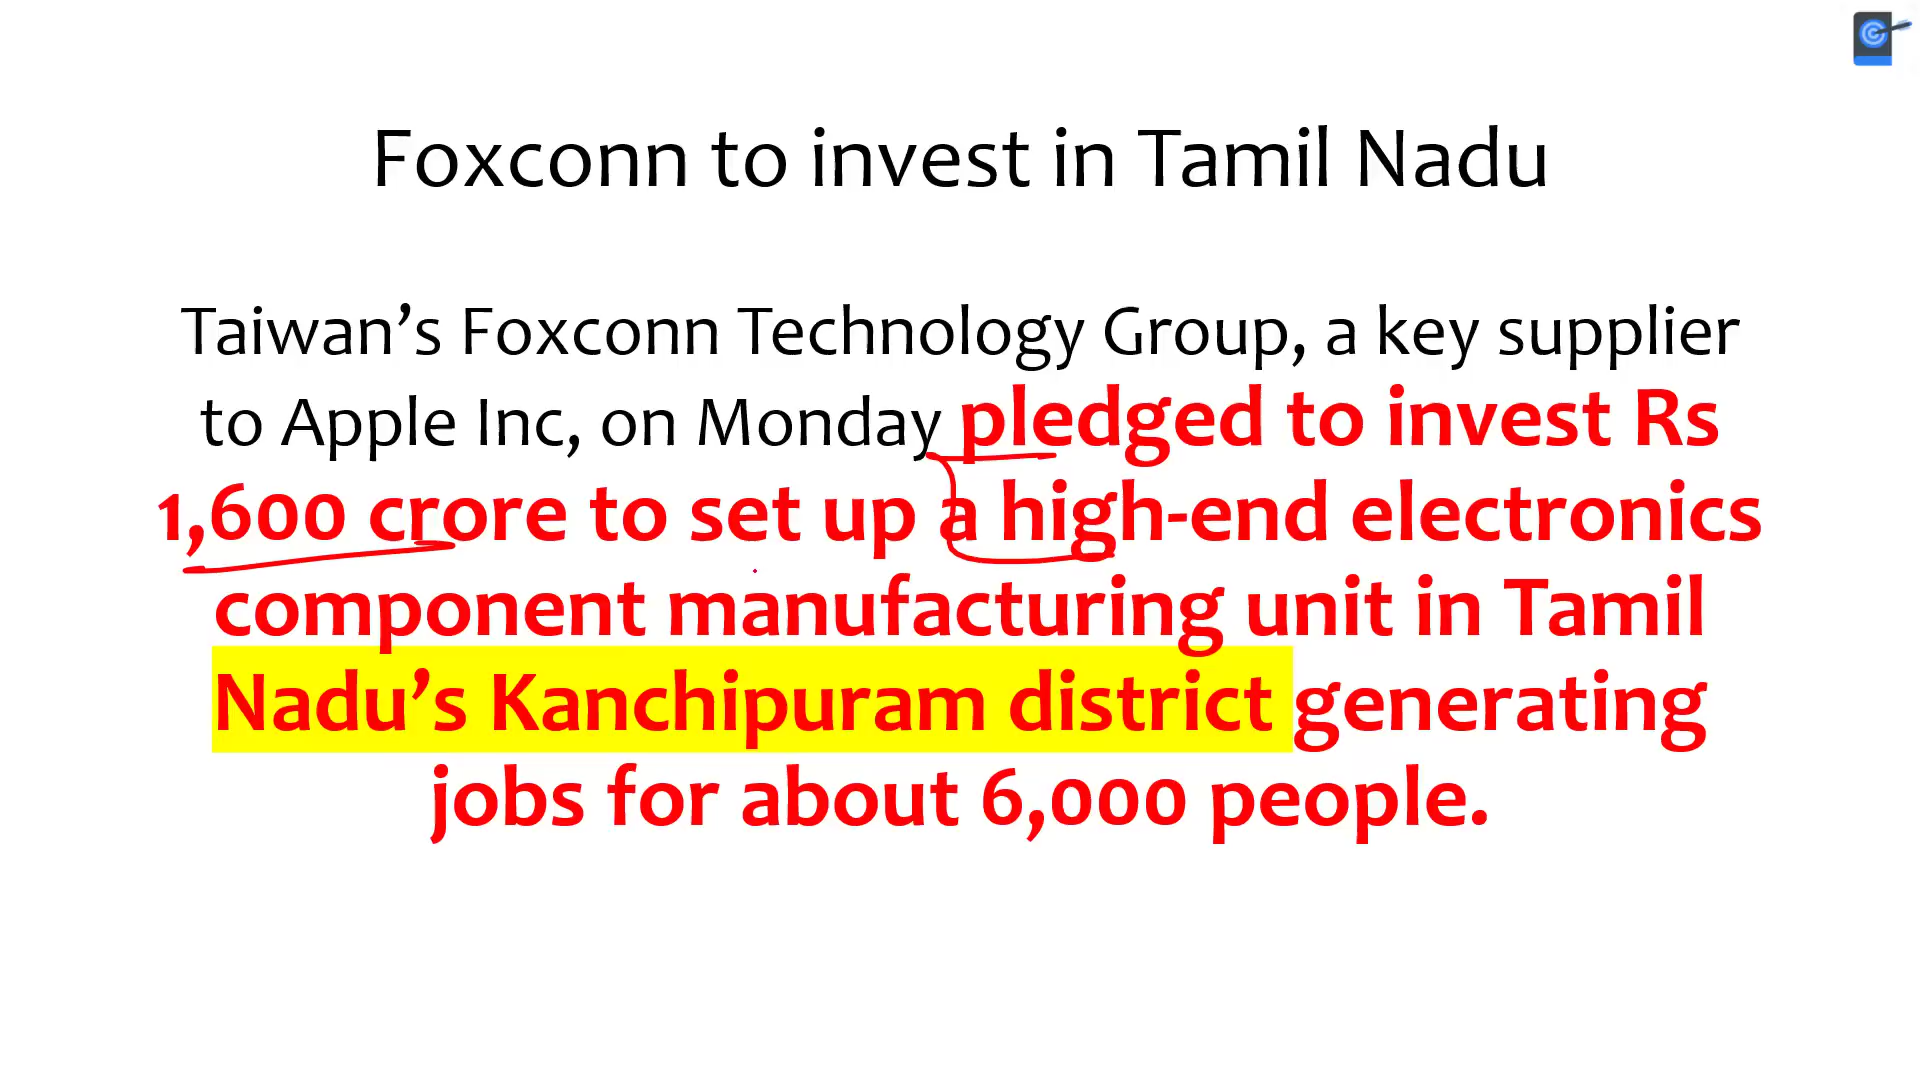 Foxconn to invest in Tamil Nadu
Taiwan’s Foxconn Technology Group, a key supplier
to Apple Inc, on Monday pledged to invest Rs
1,600 crore to set up a high-end electronics
component manufacturing unit in Tamil
Nadu’s Kanchipuram district generating
jobs for about 6,000 people.